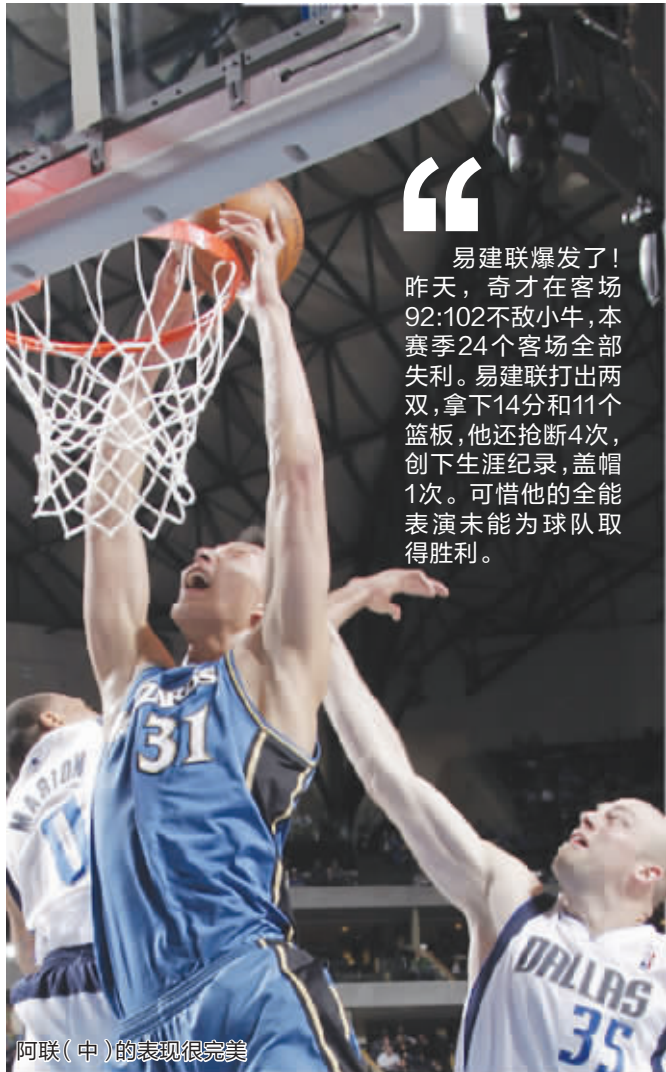 “
易建联爆发了！
昨天，奇才在客场
92:102不敌小牛，本
赛季24个客场全部
失利。易建联打出两
双，拿下14分和11个
篮板，他还抢断4次，
创下生涯纪录，盖帽
1次。可惜他的全能
表演未能为球队取
得胜利。
ZARDS
31
MARION
0
DALLAS
35
阿联（中）的表现很完美